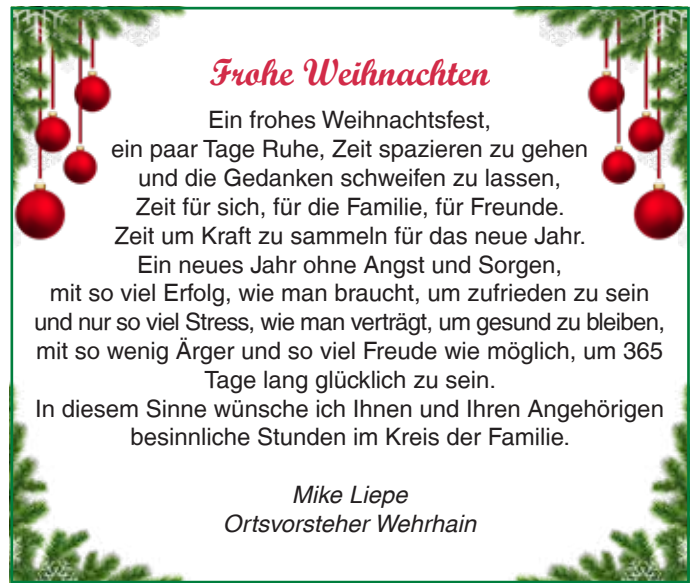 Frohe Weihnachten
Ein frohes Weihnachtsfest,
ein paar Tage Ruhe, Zeit spazieren zu gehen
und die Gedanken schweifen zu lassen,
Zeit für sich, für die Familie, für Freunde.
Zeit um Kraft zu sammeln für das neue Jahr.
Ein neues Jahr ohne Angst und Sorgen,
mit so viel Erfolg, wie man braucht, um zufrieden zu sein
und nur so viel Stress, wie man verträgt, um gesund zu bleiben,
mit so wenig Ärger und so viel Freude wie möglich, um 365
Tage lang glücklich zu sein.
In diesem Sinne wünsche ich Ihnen und Ihren Angehörigen
besinnliche Stunden im Kreis der Familie.
Mike Liepe
Ortsvorsteher Wehrhain